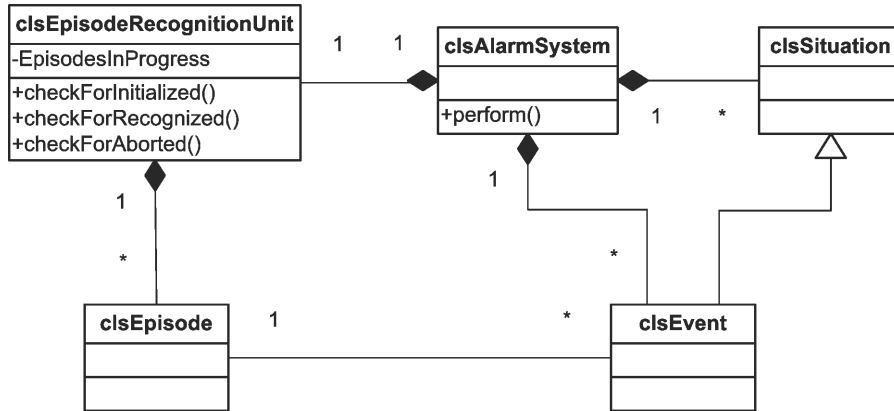 clsEpisodeRecognitionUnit
-EpisodesInProgress
+checkForInitialized()
+checkForRecognized()
+checkForAborted()
1
1
clsAlarmSystem
+perform()
clsSituation
1
*
1
*
1
*
clsEpisode
1
*
clsEvent